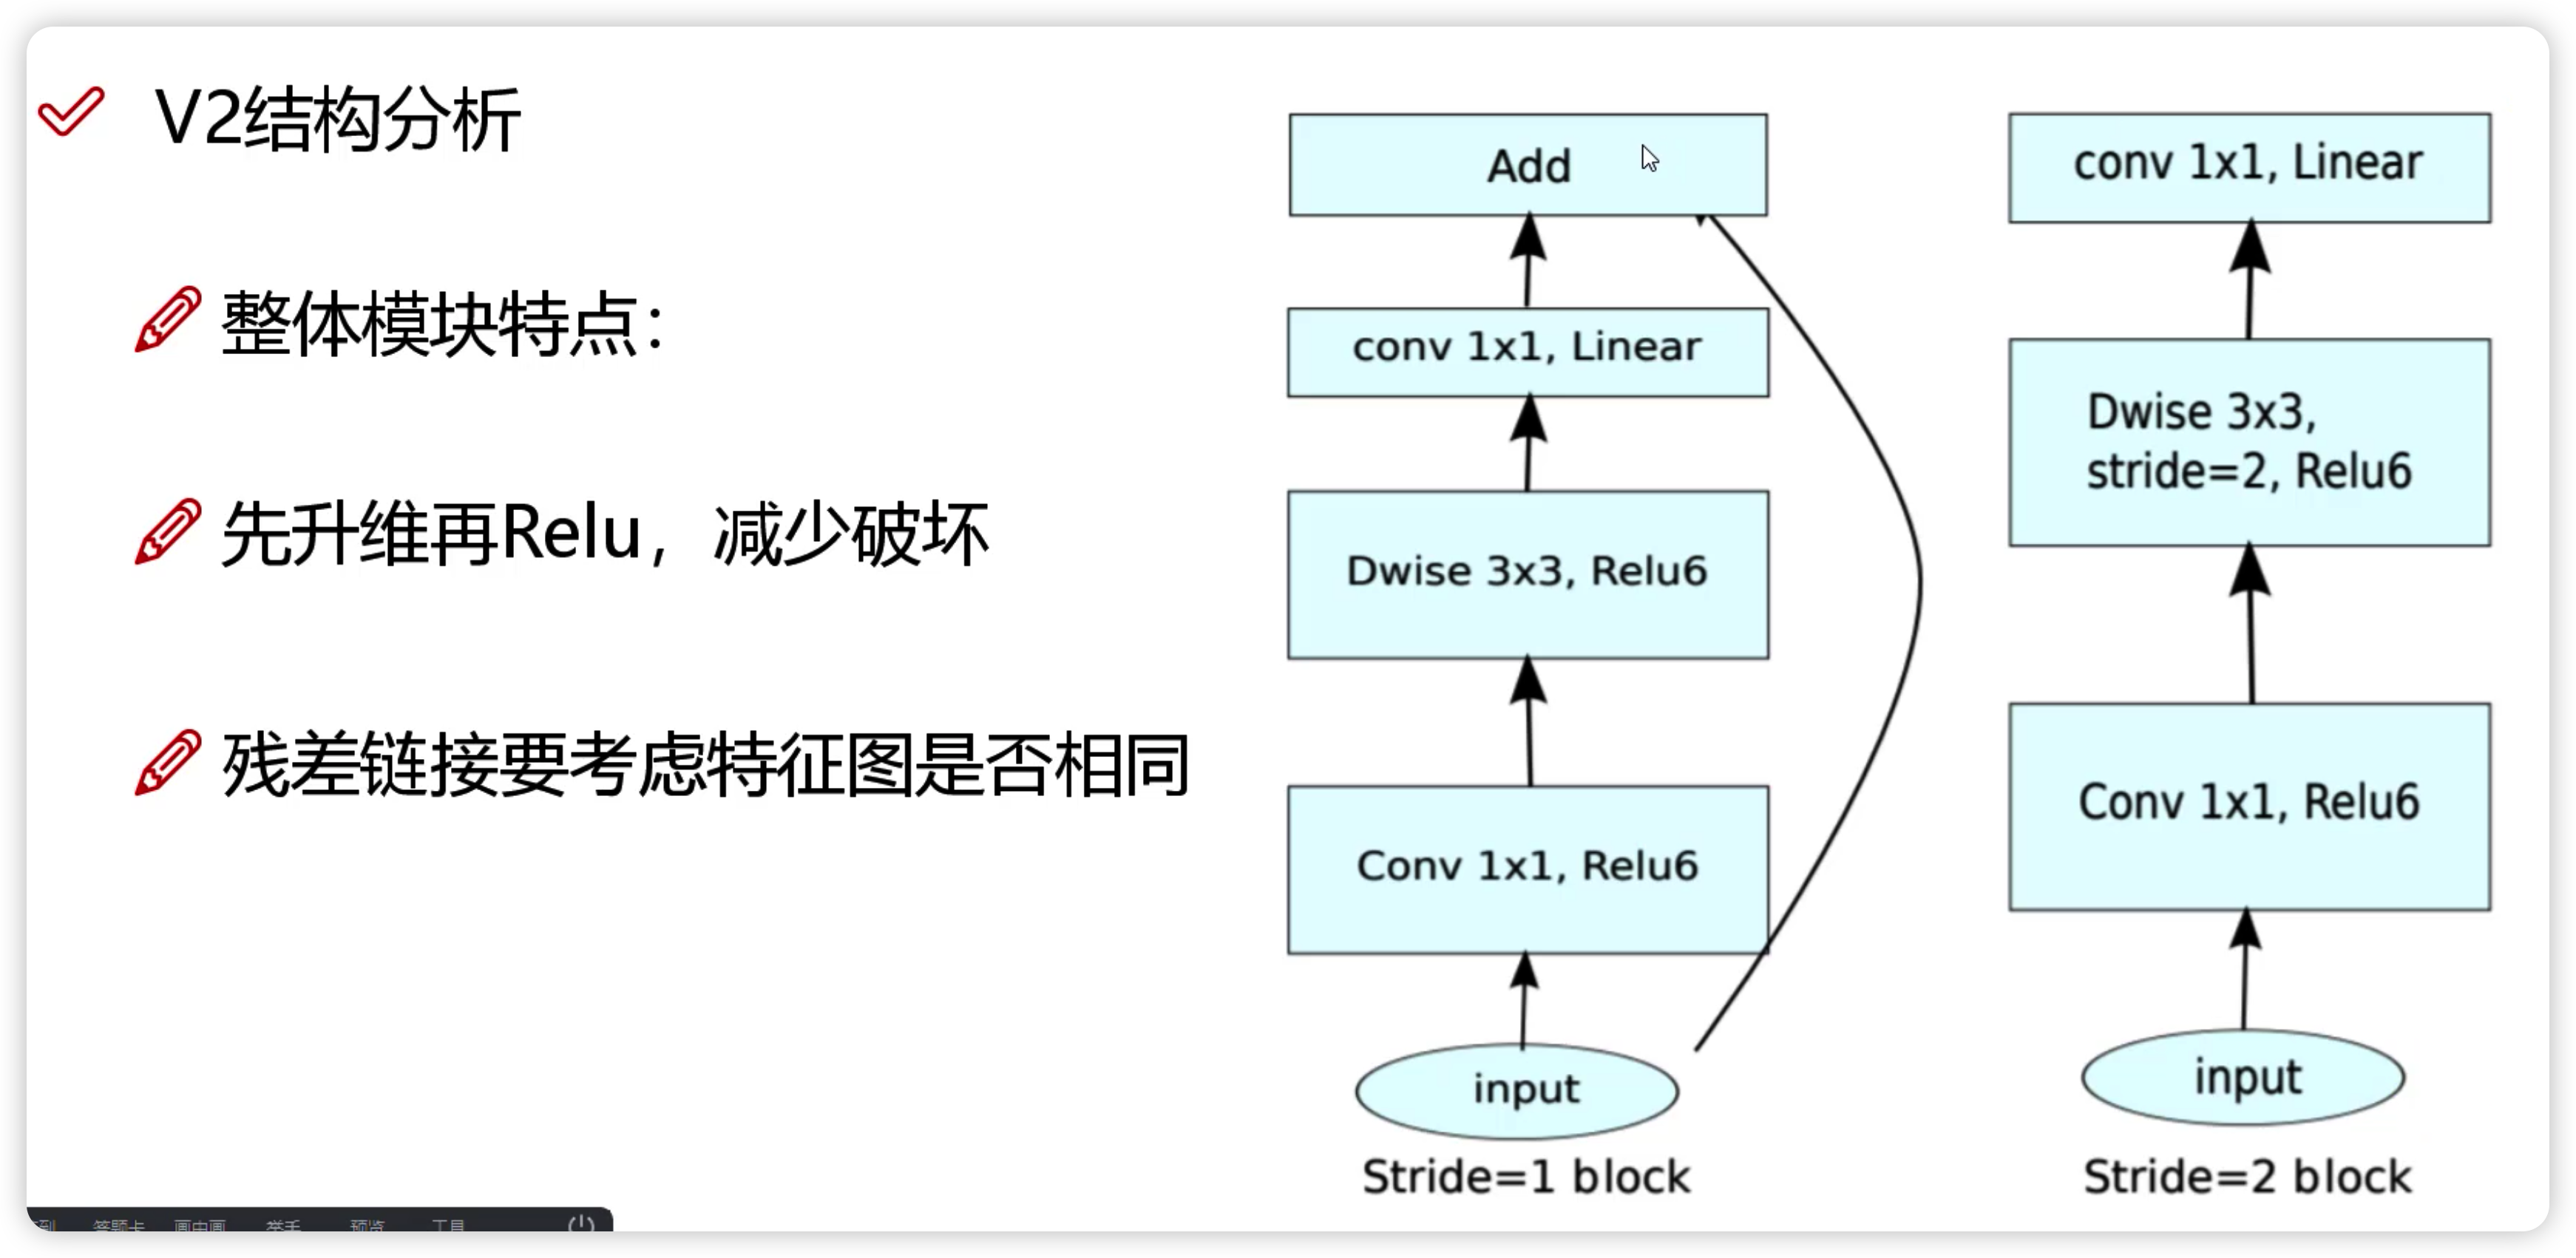 V2结构分析
整体模块特点：
先升维再Relu，减少破坏
残差链接要考虑特征图是否相同
Add
conv 1x1, Linear
Dwise 3x3, Relu6
Conv 1x1, Relu6
input
Stride=1 block
conv 1x1, Linear
Dwise 3x3,
stride=2, Relu6
Conv 1x1, Relu6
input
Stride=2 block
答题卡 画中画 举手 预览 工具